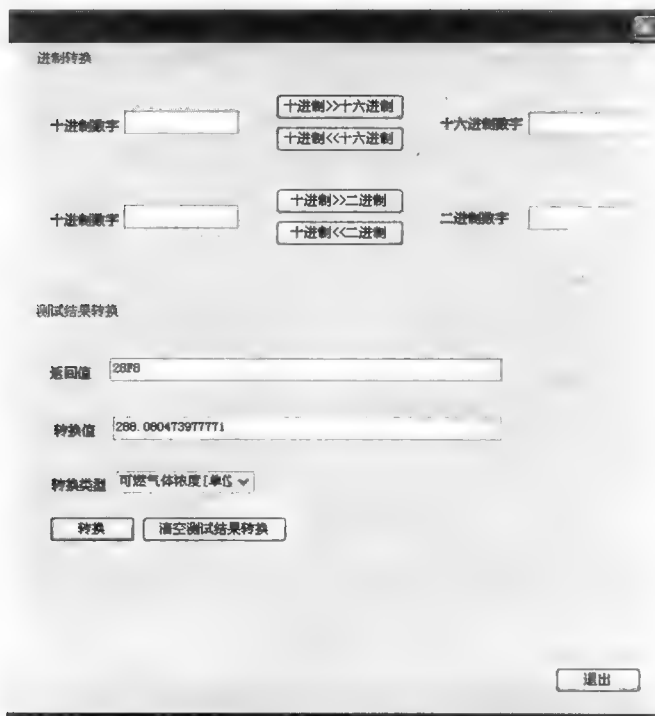 进制转换
十进制>>十六进制
十进制数字
十六进制数字
十进制<<十六进制
十进制>>二进制
十进制数字
二进制数字
十进制<<二进制
测试结果转换
返回值 28F8
转换值 288.0804739777​1
转换类型 可燃气体浓度[单位
转换 清空测试结果转换
退出